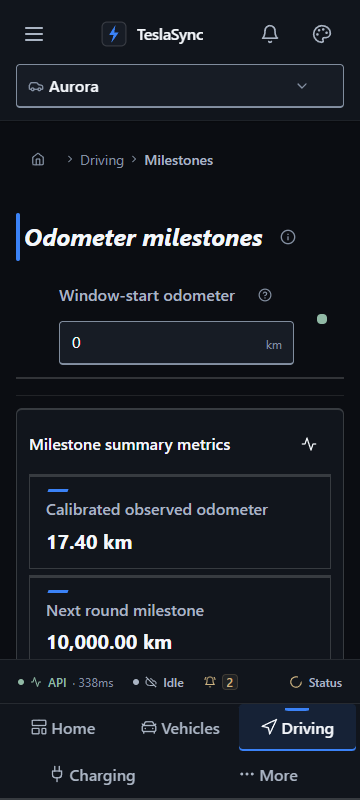 TeslaSync
Aurora
Driving Milestones
Odometer milestones
Window-start odometer
0 km
Milestone summary metrics
Calibrated observed odometer
17.40 km
Next round milestone
10,000.00 km
API · 338ms Idle 2 Status
Home Vehicles Driving
Charging More